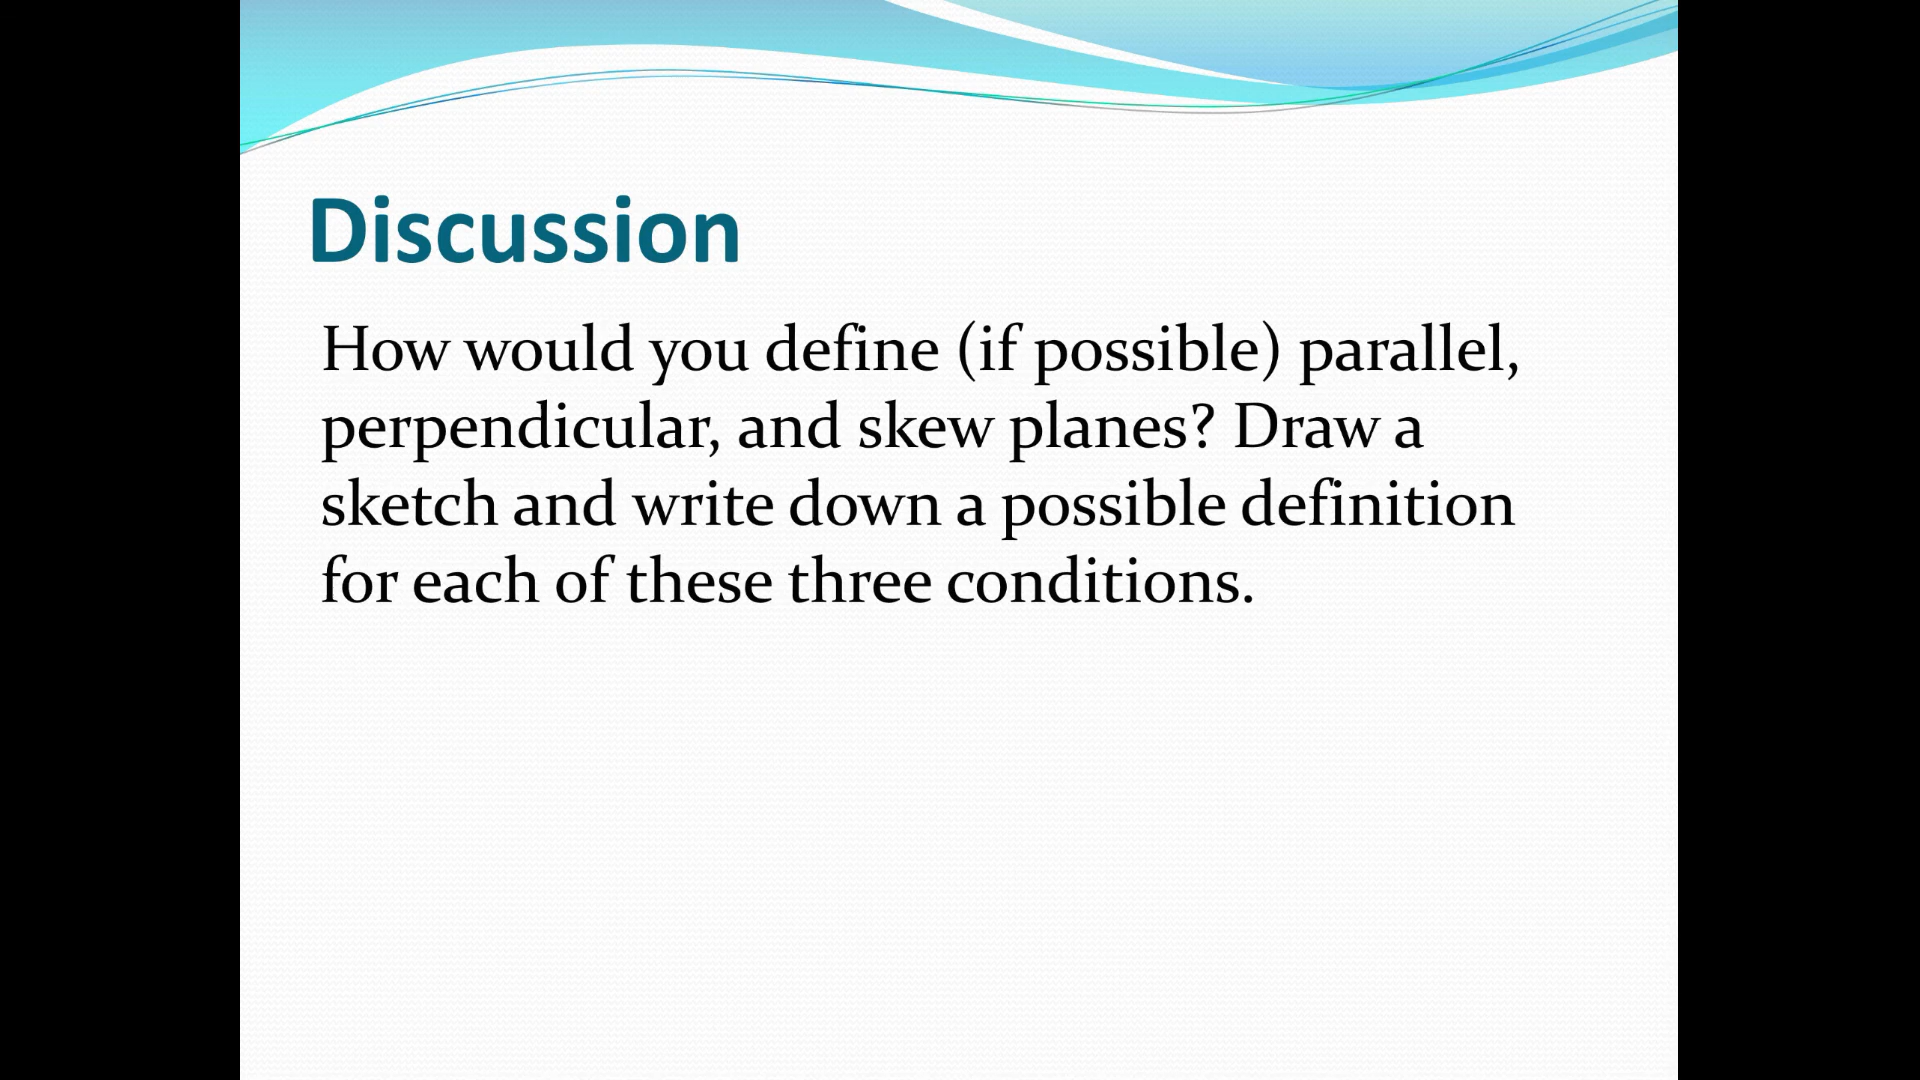 Discussion
How would you define (if possible) parallel,
perpendicular, and skew planes? Draw a
sketch and write down a possible definition
for each of these three conditions.